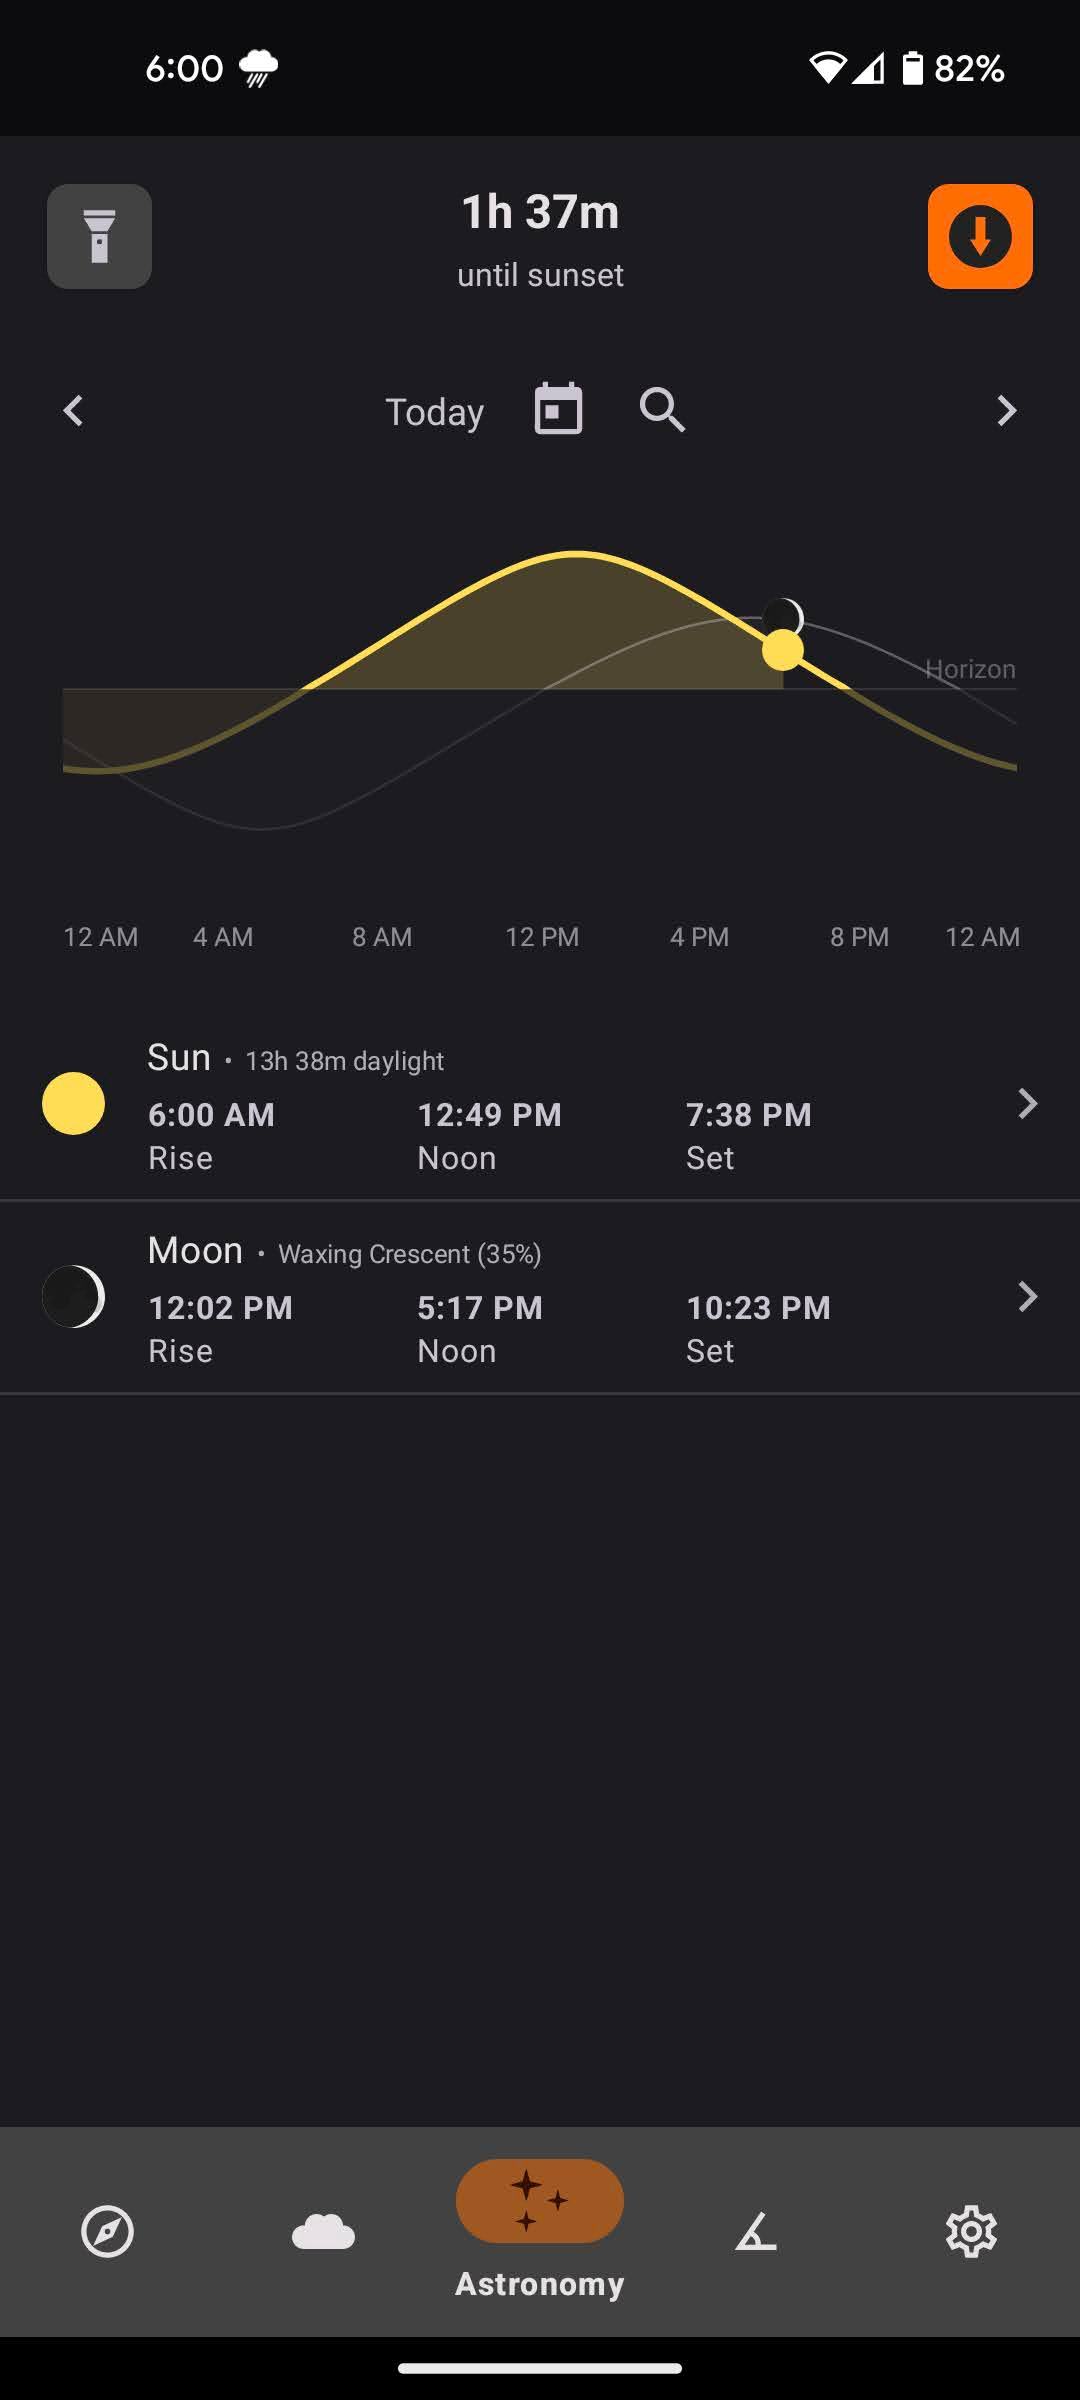 6:00 82%
1h 37m
until sunset
Today
Horizon
12 AM 4 AM 8 AM 12 PM 4 PM 8 PM 12 AM
Sun • 13h 38m daylight
6:00 AM 12:49 PM 7:38 PM
Rise Noon Set
Moon • Waxing Crescent (35%)
12:02 PM 5:17 PM 10:23 PM
Rise Noon Set
Astronomy